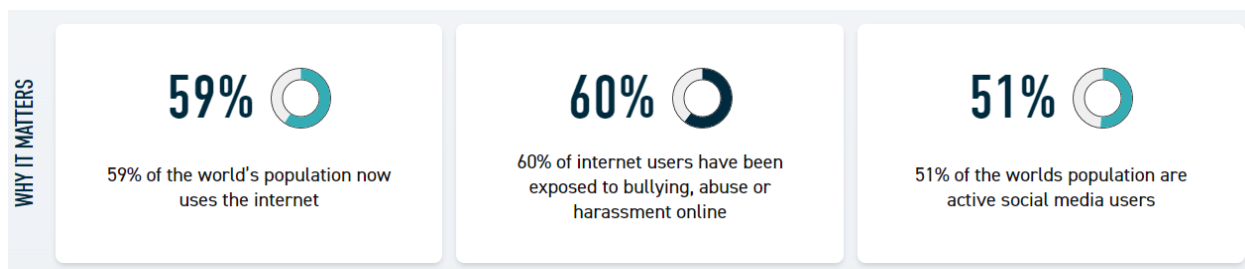 WHY IT MATTERS
59%
59% of the world's population now
uses the internet
60%
60% of internet users have been
exposed to bullying, abuse or
harassment online
51%
51% of the worlds population are
active social media users